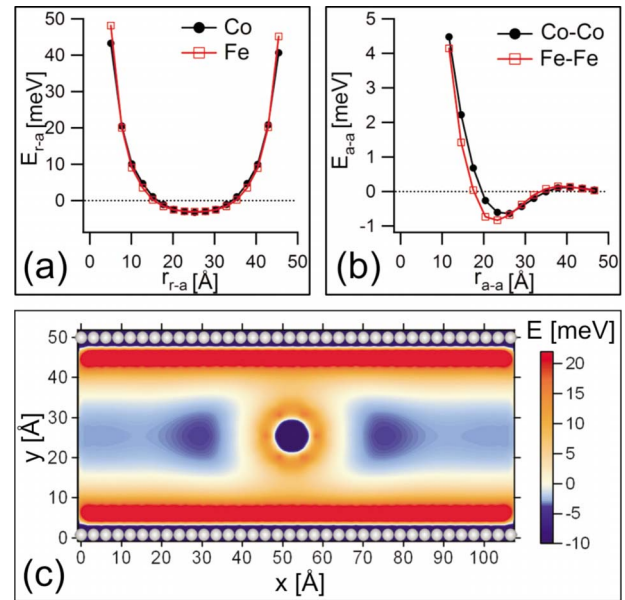 50
40
30
20
10
0
E_r-a [meV]
Co
Fe
(a)
0 10 20 30 40 50
r_r-a [Å]
5
4
3
2
1
0
-1
E_a-a [meV]
Co-Co
Fe-Fe
(b)
0 10 20 30 40 50
r_a-a [Å]
50
40
30
20
10
0
y [Å]
0 10 20 30 40 50 60 70 80 90 100
x [Å]
(c)
E [meV]
20
15
10
5
0
-5
-10